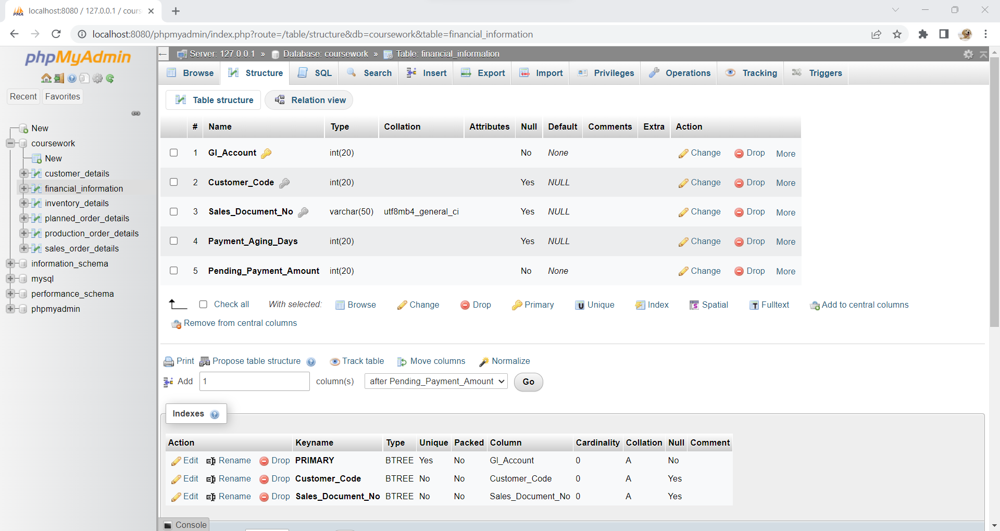 localhost:8080 / 127.0.0.1 / cours
localhost:8080/phpmyadmin/index.php?route=/table/structure&db=coursework&table=financial_information
phpMyAdmin
Recent Favorites
New
coursework
New
customer_details
financial_information
inventory_details
planned_order_details
production_order_details
sales_order_details
information_schema
mysql
performance_schema
phpmyadmin
Server: 127.0.0.1 » Database: coursework » Table: financial_information
Browse Structure SQL Search Insert Export Import Privileges Operations Tracking Triggers
Table structure Relation view
# Name Type Collation Attributes Null Default Comments Extra Action
1 Gl_Account int(20) No None Change Drop More
2 Customer_Code int(20) Yes NULL Change Drop More
3 Sales_Document_No varchar(50) utf8mb4_general_ci Yes NULL Change Drop More
4 Payment_Aging_Days int(20) Yes NULL Change Drop More
5 Pending_Payment_Amount int(20) No None Change Drop More
Check all With selected: Browse Change Drop Primary Unique Index Spatial Fulltext Add to central columns
Remove from central columns
Print Propose table structure Track table Move columns Normalize
Add 1 column(s) after Pending_Payment_Amount Go
Indexes
Action Keyname Type Unique Packed Column Cardinality Collation Null Comment
Edit Rename Drop PRIMARY BTREE Yes No Gl_Account 0 A No
Edit Rename Drop Customer_Code BTREE No No Customer_Code 0 A Yes
Edit Rename Drop Sales_Document_No BTREE No No Sales_Document_No 0 A Yes
Console